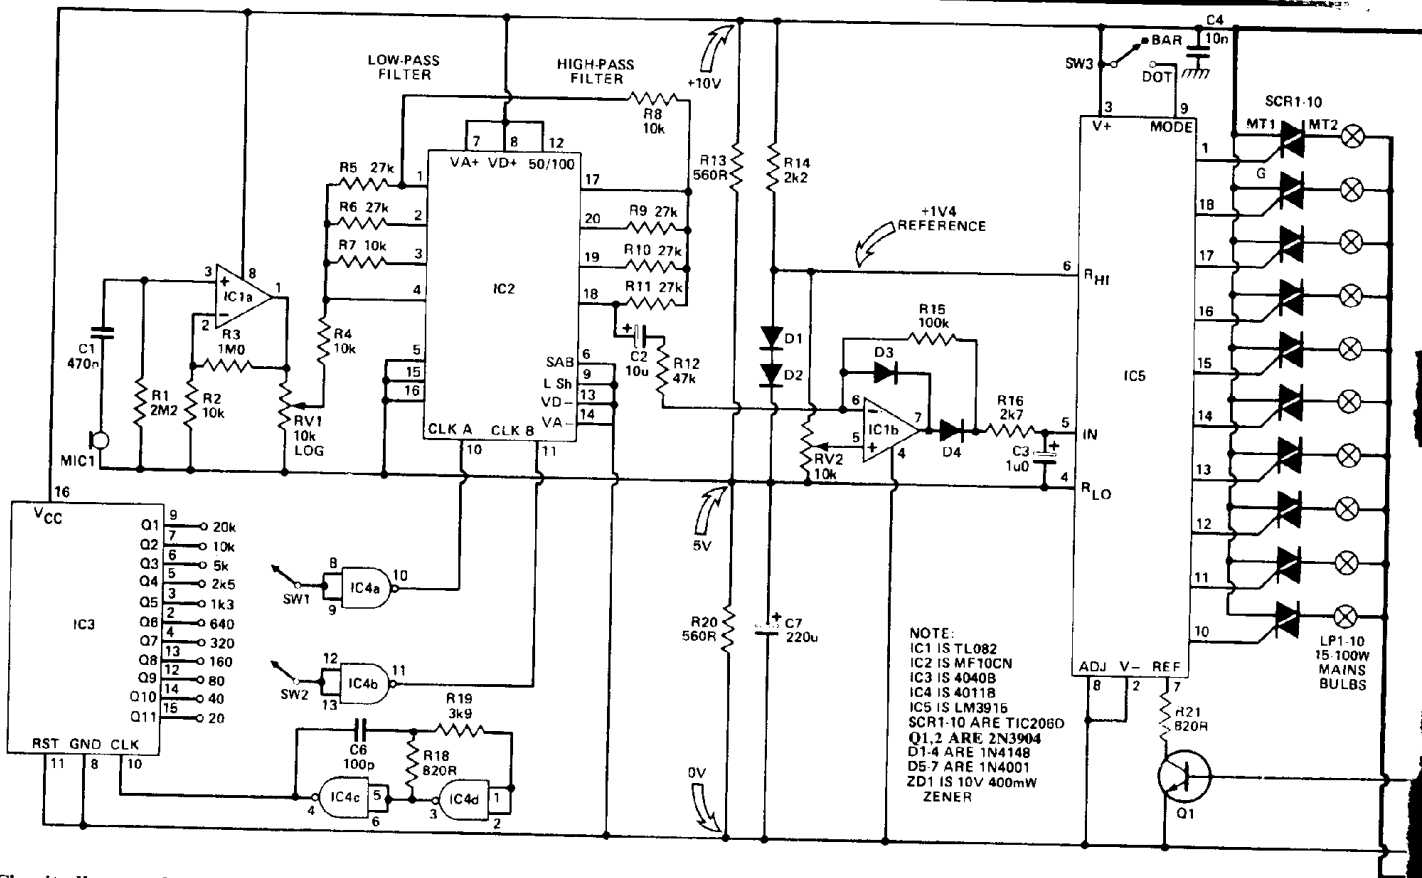 C4
10n
BAR
SW3
DOT
+10V
LOW-PASS
FILTER
HIGH-PASS
FILTER
R8
10k
7 8 12
VA+ VD+ 50/100
3 9
V+ MODE
SCR1-10
MT1 MT2
G
R5 27k
R6 27k
R7 10k
1
2
3
4
5
15
16
17
20
19
18
R9 27k
R10 27k
R11 27k
IC2
R13
560R
R14
2k2
+1V4
REFERENCE
6
RHI
1
18
17
16
15
14
13
12
11
10
3
8
+
IC1a
1
−
2
R3
1M0
C1
470n
R4
10k
R1
2M2
R2
10k
RV1
10k
LOG
MIC1
+
C2
10u
R12
47k
D1
D2
SAB 6
L Sh 9
VD− 13
VA− 14
CLK A CLK B
10 11
R15
100k
D3
6
−
IC1b
7
5
+
4
D4
RV2
10k
R16
2k7
+
C3
1u0
5
IN
4
RLO
IC5
16
VCC
Q1 9 20k
Q2 7 10k
Q3 6 5k
Q4 5 2k5
Q5 3 1k3
Q6 2 640
Q7 4 320
Q8 13 160
Q9 12 80
Q10 14 40
Q11 15 20
IC3
RST GND CLK
11 8 10
SW1
8
9
IC4a
10
SW2
12
13
IC4b
11
R19
3k9
C6
100p
R18
820R
IC4c
4
5
6
IC4d
3
1
2
5V
0V
R20
560R
+
C7
220u
NOTE:
IC1 IS TL082
IC2 IS MF10CN
IC3 IS 4040B
IC4 IS 4011B
IC5 IS LM3915
SCR1-10 ARE TIC206D
Q1,2 ARE 2N3904
D1-4 ARE 1N4148
D5-7 ARE 1N4001
ZD1 IS 10V 400mW
ZENER
ADJ V− REF
8 2 7
R21
820R
Q1
LP1-10
15-100W
MAINS
BULBS